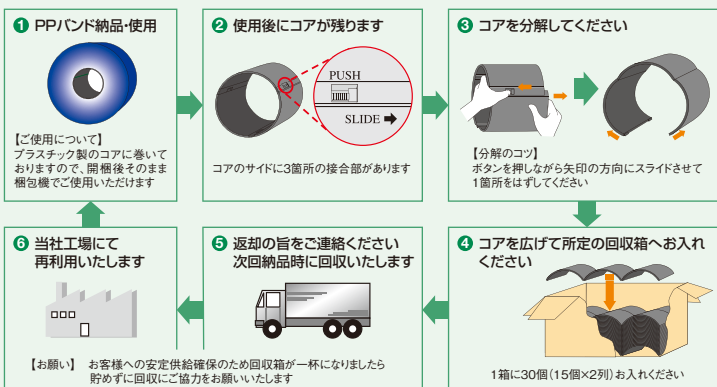 ❶ PPバンド納品・使用
【ご使用について】
プラスチック製のコアに巻いて
おりますので、開梱後そのまま
梱包機でご使用いただけます
❷ 使用後にコアが残ります
PUSH
SLIDE ➡
コアのサイドに3箇所の接合部があります
❸ コアを分解してください
【分解のコツ】
ボタンを押しながら矢印の方向にスライドさせて
1箇所をはずしてください
❹ コアを広げて所定の回収箱へお入れ
ください
1箱に30個(15個×2列)お入れください
❺ 返却の旨をご連絡ください
次回納品時に回収いたします
❻ 当社工場にて
再利用いたします
【お願い】 お客様への安定供給確保のため回収箱が一杯になりましたら
貯めずに回収にご協力をお願いいたします